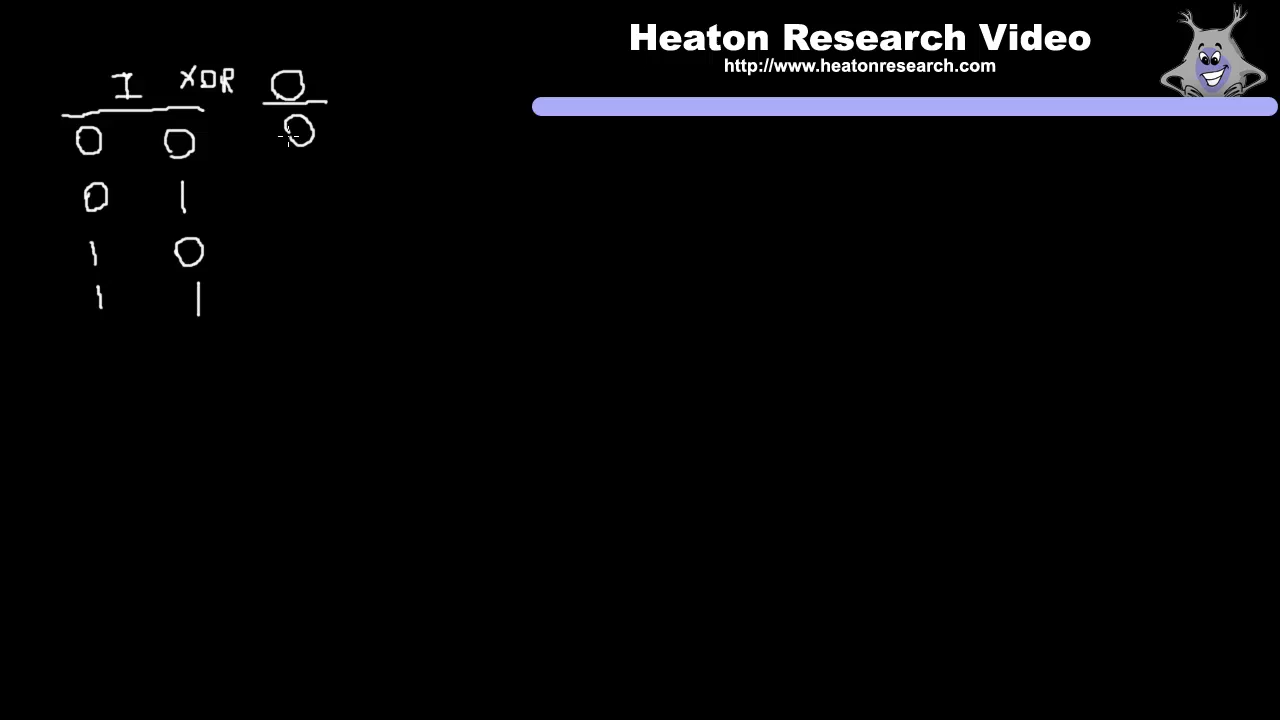 Heaton Research Video
http://www.heatonresearch.com
I XOR O
0 0 0
0 1
1 0
1 1